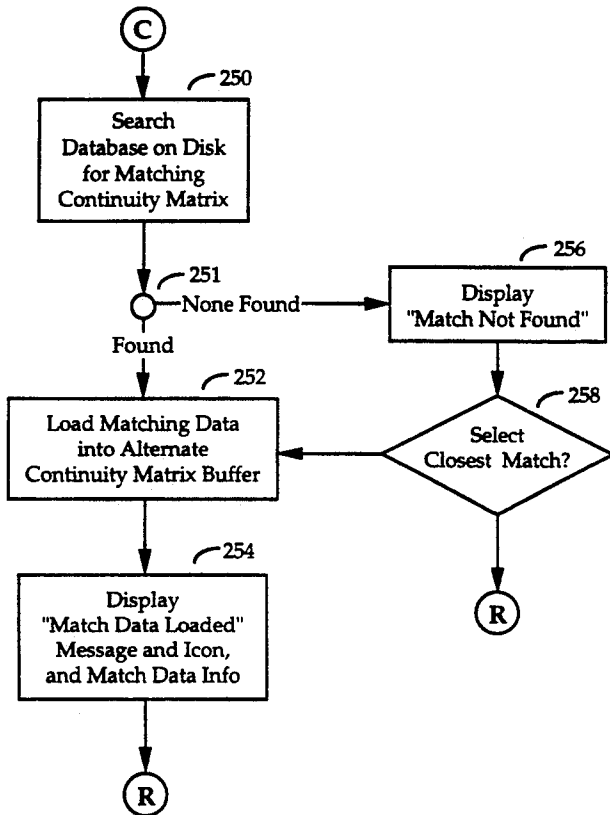 C
250
Search
Database on Disk
for Matching
Continuity Matrix
251
None Found
Found
256
Display
"Match Not Found"
252
Load Matching Data
into Alternate
Continuity Matrix Buffer
258
Select
Closest Match?
254
Display
"Match Data Loaded"
Message and Icon,
and Match Data Info
R
R